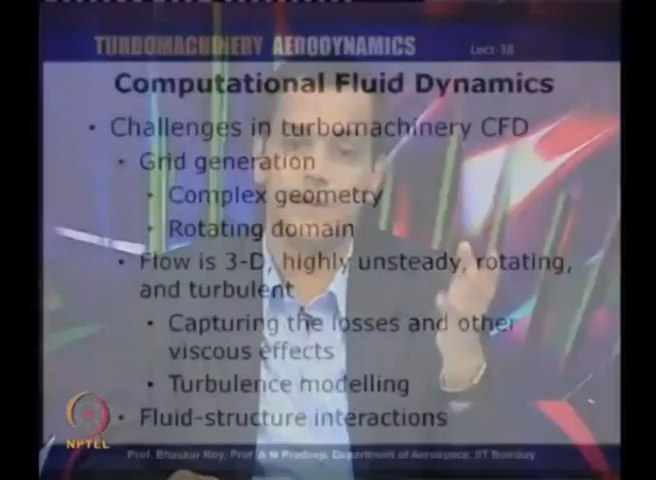 TURBOMACHINERY AERODYNAMICS
Lect-38
Computational Fluid Dynamics
• Challenges in turbomachinery CFD
• Grid generation
• Complex geometry
• Rotating domain
• Flow is 3-D, highly unsteady, rotating,
and turbulent
• Capturing the losses and other
viscous effects
• Turbulence modelling
• Fluid-structure interactions
NPTEL
Prof. Bhaskar Roy, Prof. A M Pradeep, Department of Aerospace, IIT Bombay